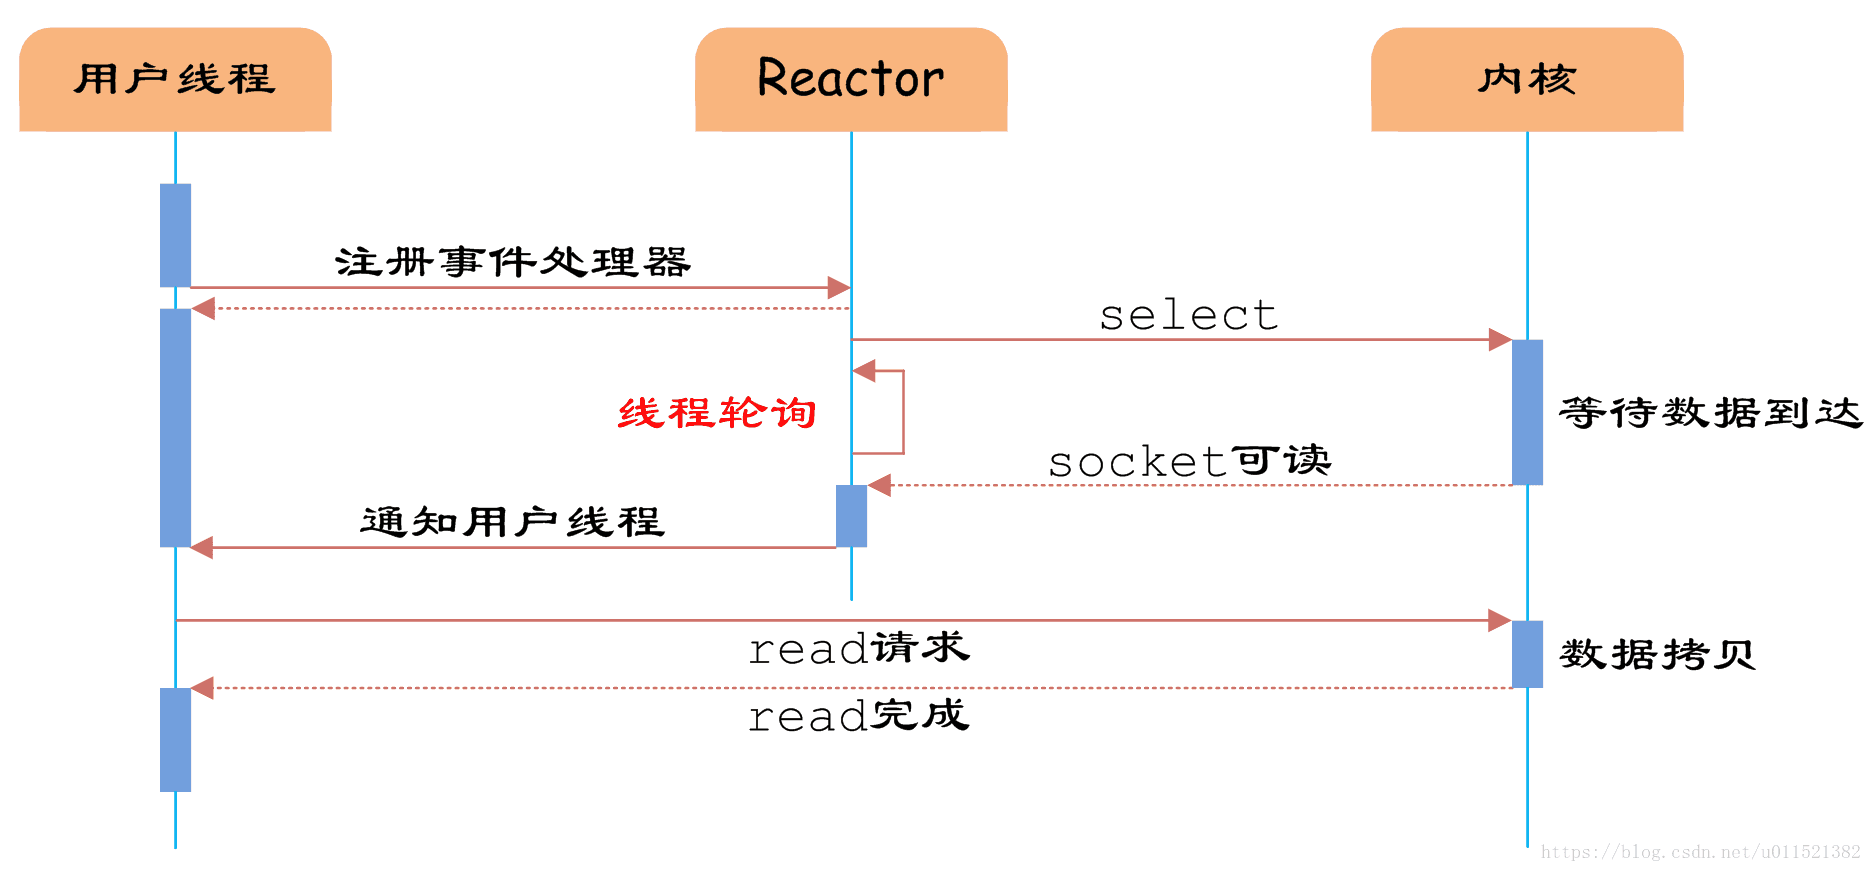 用户线程
Reactor
内核
注册事件处理器
select
线程轮询
等待数据到达
socket可读
通知用户线程
read请求
数据拷贝
read完成
https://blog.csdn.net/u011521382